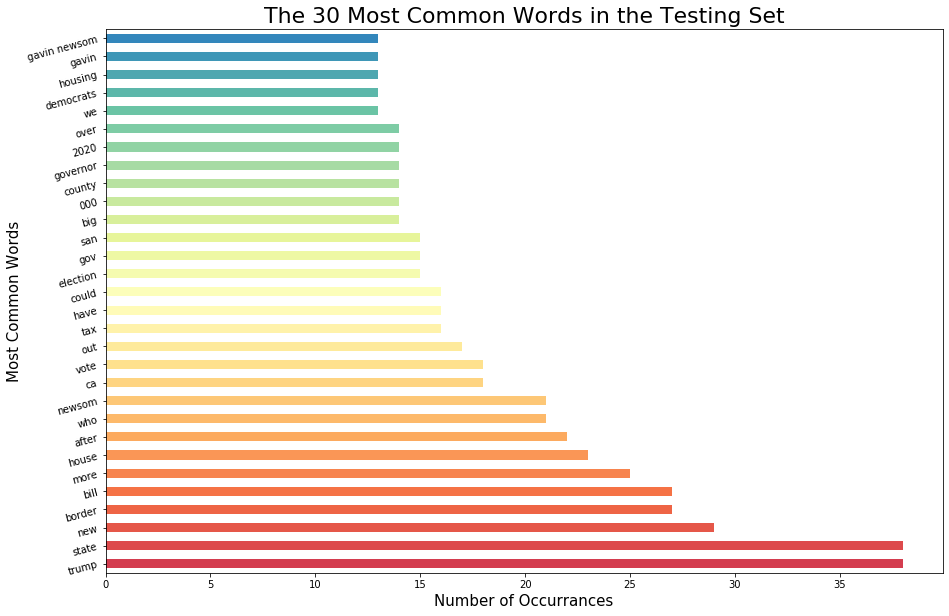 The 30 Most Common Words in the Testing Set
Most Common Words
gavin newsom
gavin
housing
democrats
we
over
2020
governor
county
000
big
san
gov
election
could
have
tax
out
vote
ca
newsom
who
after
house
more
bill
border
new
state
trump
0 5 10 15 20 25 30 35
Number of Occurrances